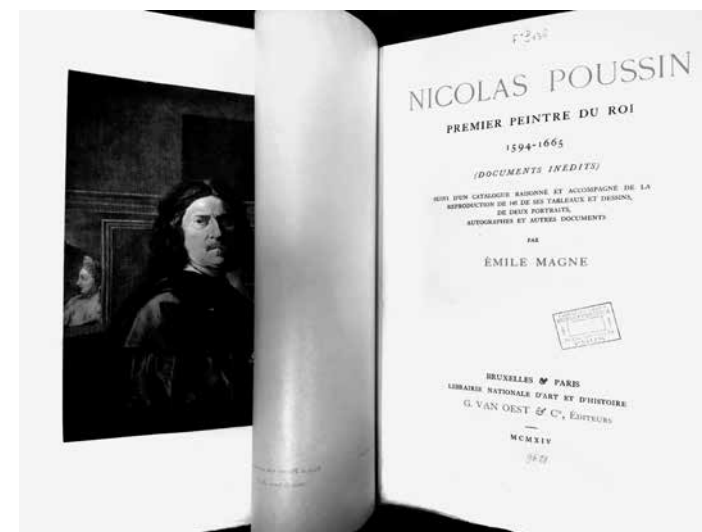 NICOLAS POUSSIN
PREMIER PEINTRE DU ROI
1594-1665
(DOCUMENTS INÉDITS)
SUIVI D'UN CATALOGUE RAISONNÉ ET ACCOMPAGNÉ DE LA
REPRODUCTION DE 145 DE SES TABLEAUX ET DESSINS,
DE DEUX PORTRAITS,
AUTOGRAPHES ET AUTRES DOCUMENTS
PAR
ÉMILE MAGNE
BRUXELLES & PARIS
LIBRAIRIE NATIONALE D'ART ET D'HISTOIRE
G. VAN OEST & Cie, ÉDITEURS
MCMXIV